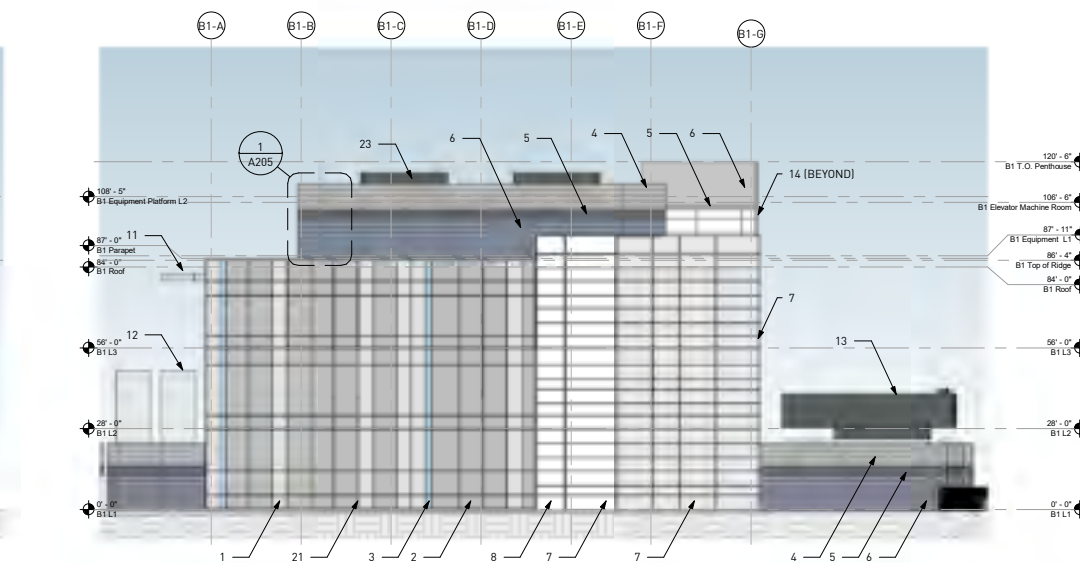 B1-A
B1-B
B1-C
B1-D
B1-E
B1-F
B1-G
1
A205
23
6
5
4
5
6
14 (BEYOND)
120' - 6"
B1 T.O. Penthouse
108' - 5"
B1 Equipment Platform L2
106' - 6"
B1 Elevator Machine Room
87' - 0"
B1 Parapet
11
87' - 11"
B1 Equipment L1
84' - 0"
B1 Roof
86' - 4"
B1 Top of Ridge
84' - 0"
B1 Roof
7
12
56' - 0"
B1 L3
13
56' - 0"
B1 L3
28' - 0"
B1 L2
28' - 0"
B1 L2
0' - 0"
B1 L1
0' - 0"
B1 L1
1
21
3
2
8
7
7
4
5
6